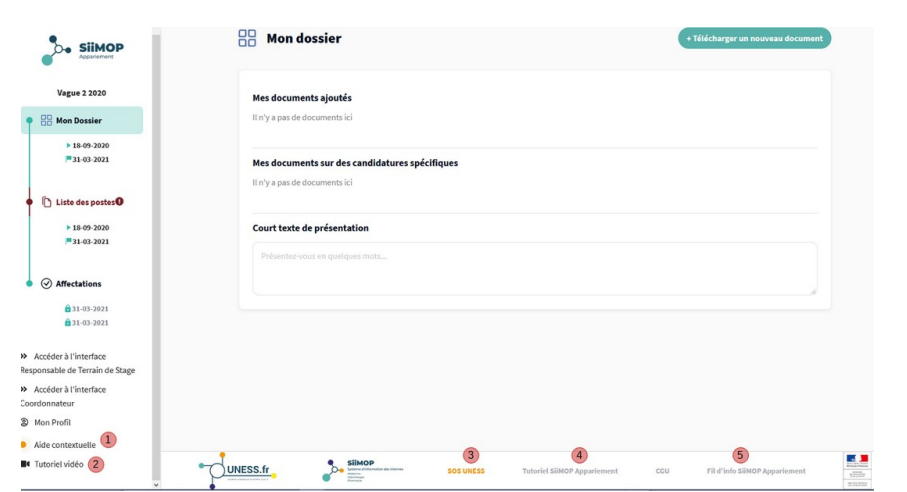 SiiMOP
Appariement
Vague 2 2020
Mon Dossier
18-09-2020
31-03-2021
Liste des postes
18-09-2020
31-03-2021
Affectations
31-03-2021
31-03-2021
Accéder à l'interface
Responsable de Terrain de Stage
Accéder à l'interface
Coordonnateur
Mon Profil
Aide contextuelle 1
Tutoriel vidéo 2
Mon dossier
+ Télécharger un nouveau document
Mes documents ajoutés
Il n'y a pas de documents ici
Mes documents sur des candidatures spécifiques
Il n'y a pas de documents ici
Court texte de présentation
Présentez-vous en quelques mots...
UNESS.fr
SiiMOP
3
SOS UNESS
4
Tutoriel SiiMOP Appariement
CGU
5
Fil d'info SiiMOP Appariement